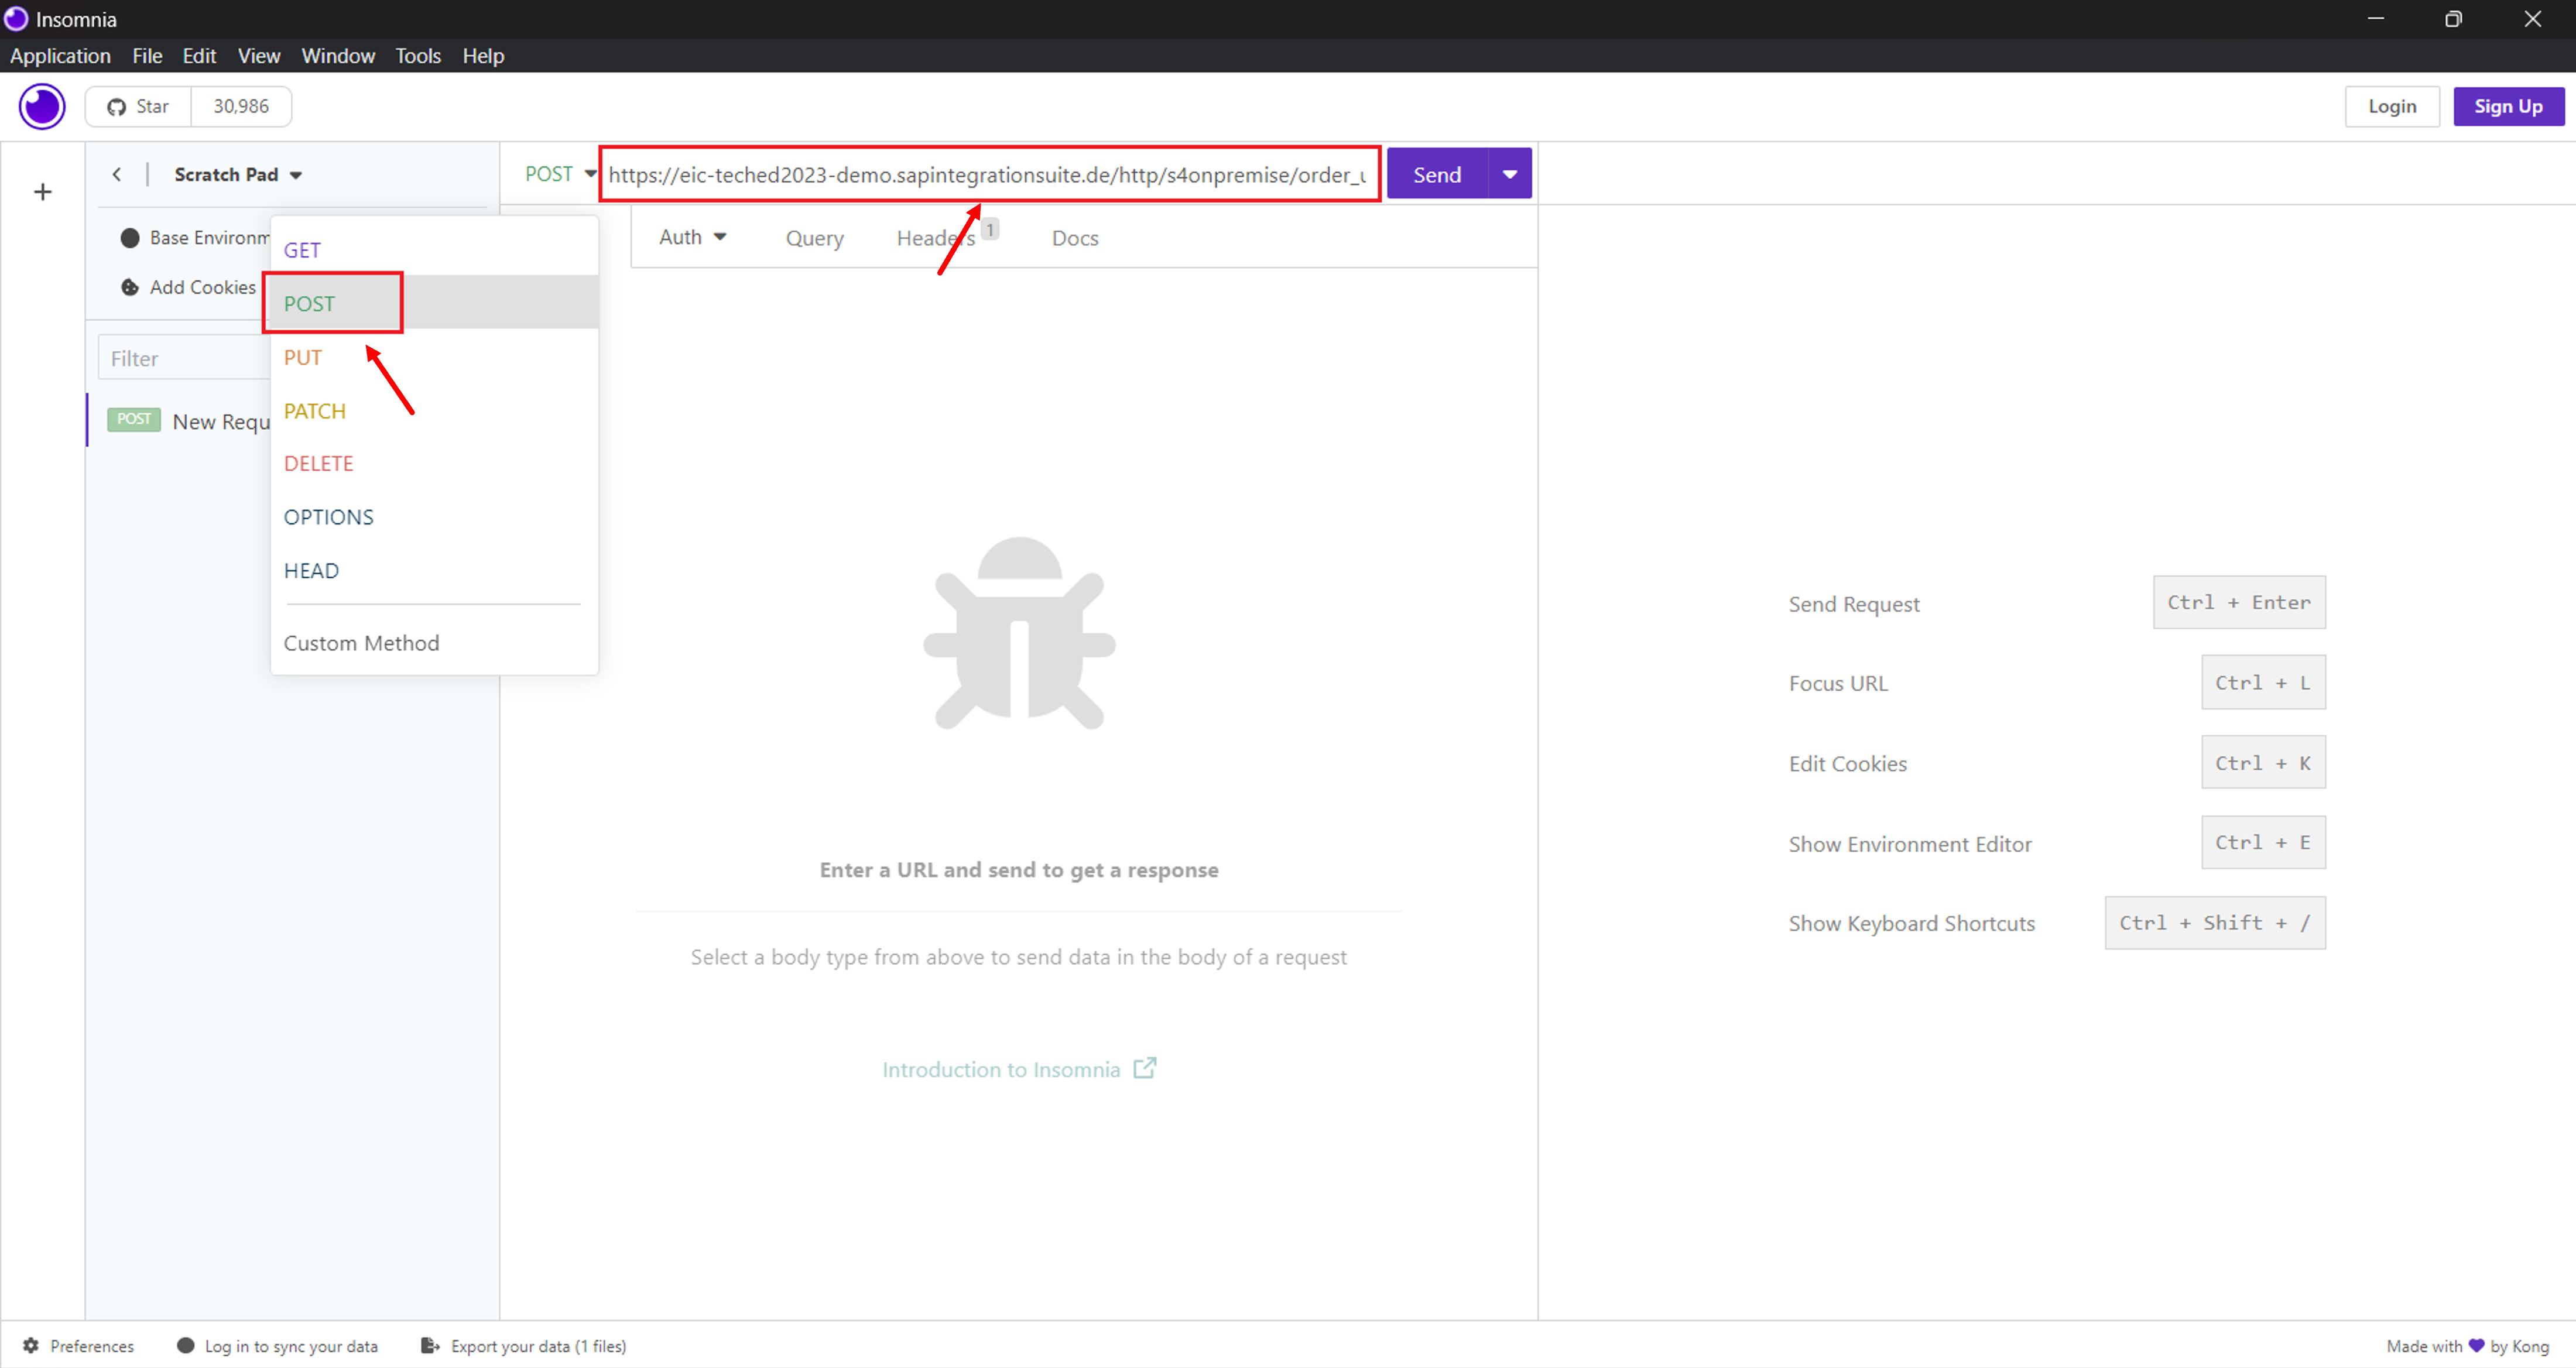 Insomnia
Application File Edit View Window Tools Help
Star 30,986
Login Sign Up
Scratch Pad
POST https://eic-teched2023-demo.sapintegrationsuite.de/http/s4onpremise/order_u Send
Base Environm
Add Cookies
Filter
POST New Requ
GET
POST
PUT
PATCH
DELETE
OPTIONS
HEAD
Custom Method
Auth Query Headers 1 Docs
Enter a URL and send to get a response
Select a body type from above to send data in the body of a request
Introduction to Insomnia
Send Request Ctrl + Enter
Focus URL Ctrl + L
Edit Cookies Ctrl + K
Show Environment Editor Ctrl + E
Show Keyboard Shortcuts Ctrl + Shift + /
Preferences Log in to sync your data Export your data (1 files)
Made with by Kong